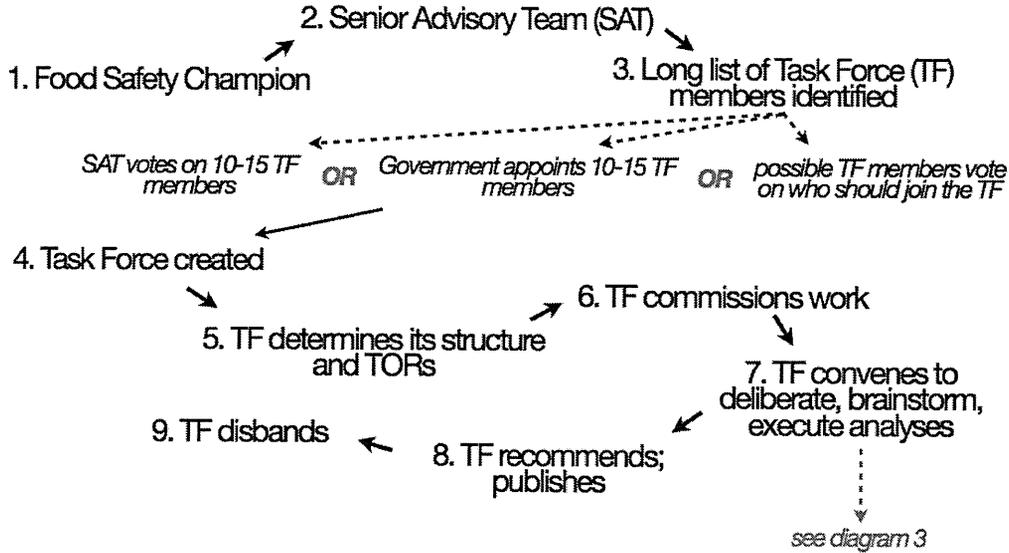 2. Senior Advisory Team (SAT)
1. Food Safety Champion
3. Long list of Task Force (TF)
members identified
SAT votes on 10-15 TF
members
OR
Government appoints 10-15 TF
members
OR
possible TF members vote
on who should join the TF
4. Task Force created
6. TF commissions work
5. TF determines its structure
and TORs
7. TF convenes to
deliberate, brainstorm,
execute analyses
9. TF disbands
8. TF recommends;
publishes
see diagram 3